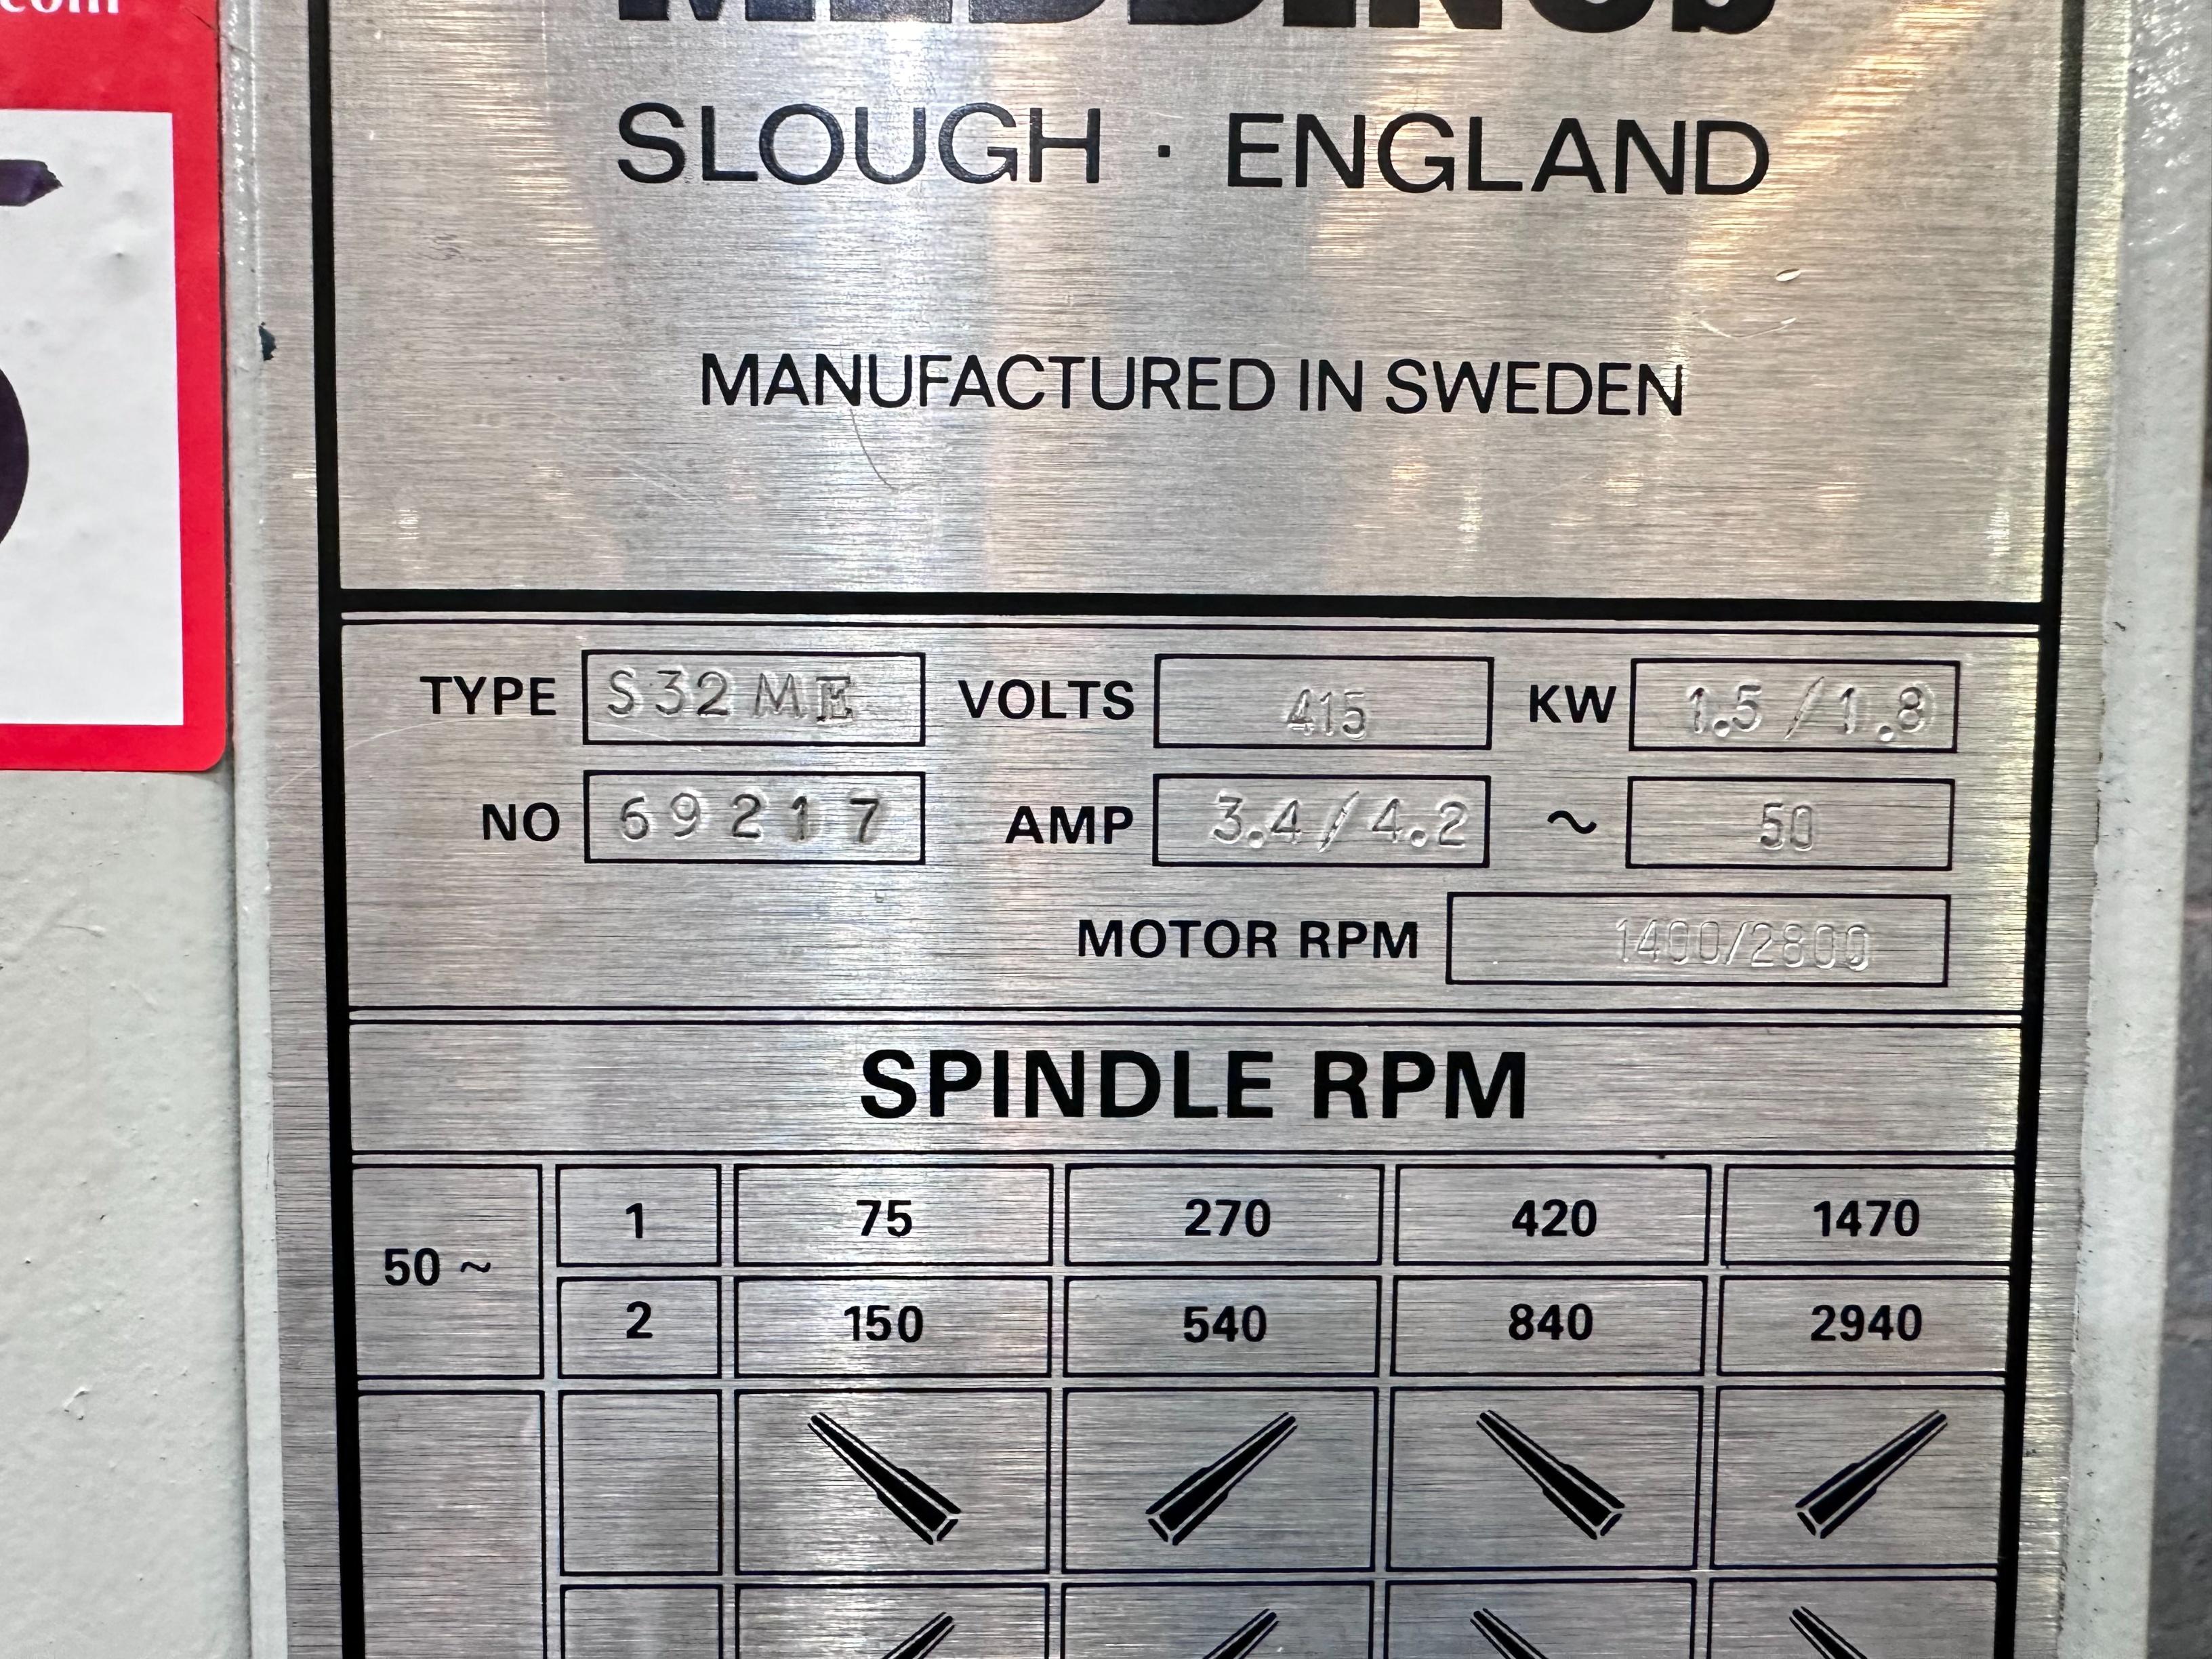 com
MEDDINGS
SLOUGH · ENGLAND
MANUFACTURED IN SWEDEN
TYPE S32ME VOLTS 415 KW 1.5/1.8
NO 69217 AMP 3.4/4.2 ~ 50
MOTOR RPM 1400/2800
SPINDLE RPM
50 ~
1 75 270 420 1470
2 150 540 840 2940